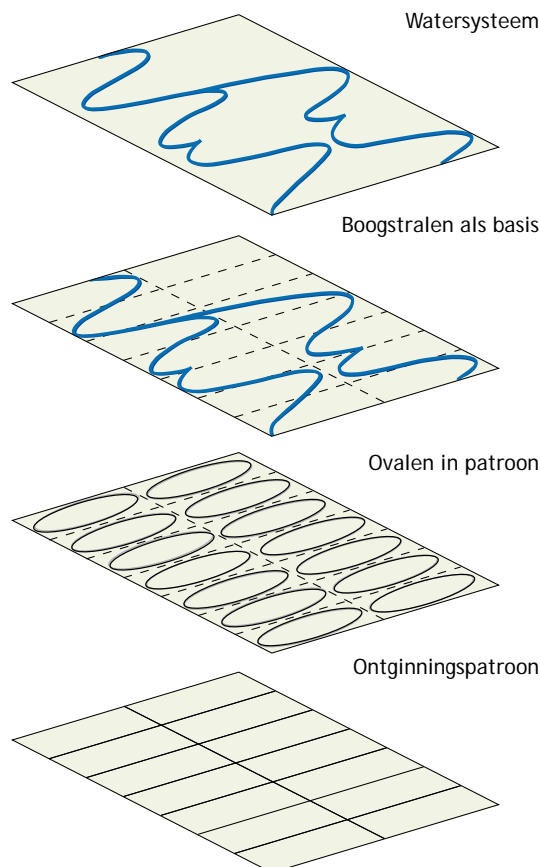 Watersysteem
Boogstralen als basis
Ovalen in patroon
Ontginningspatroon